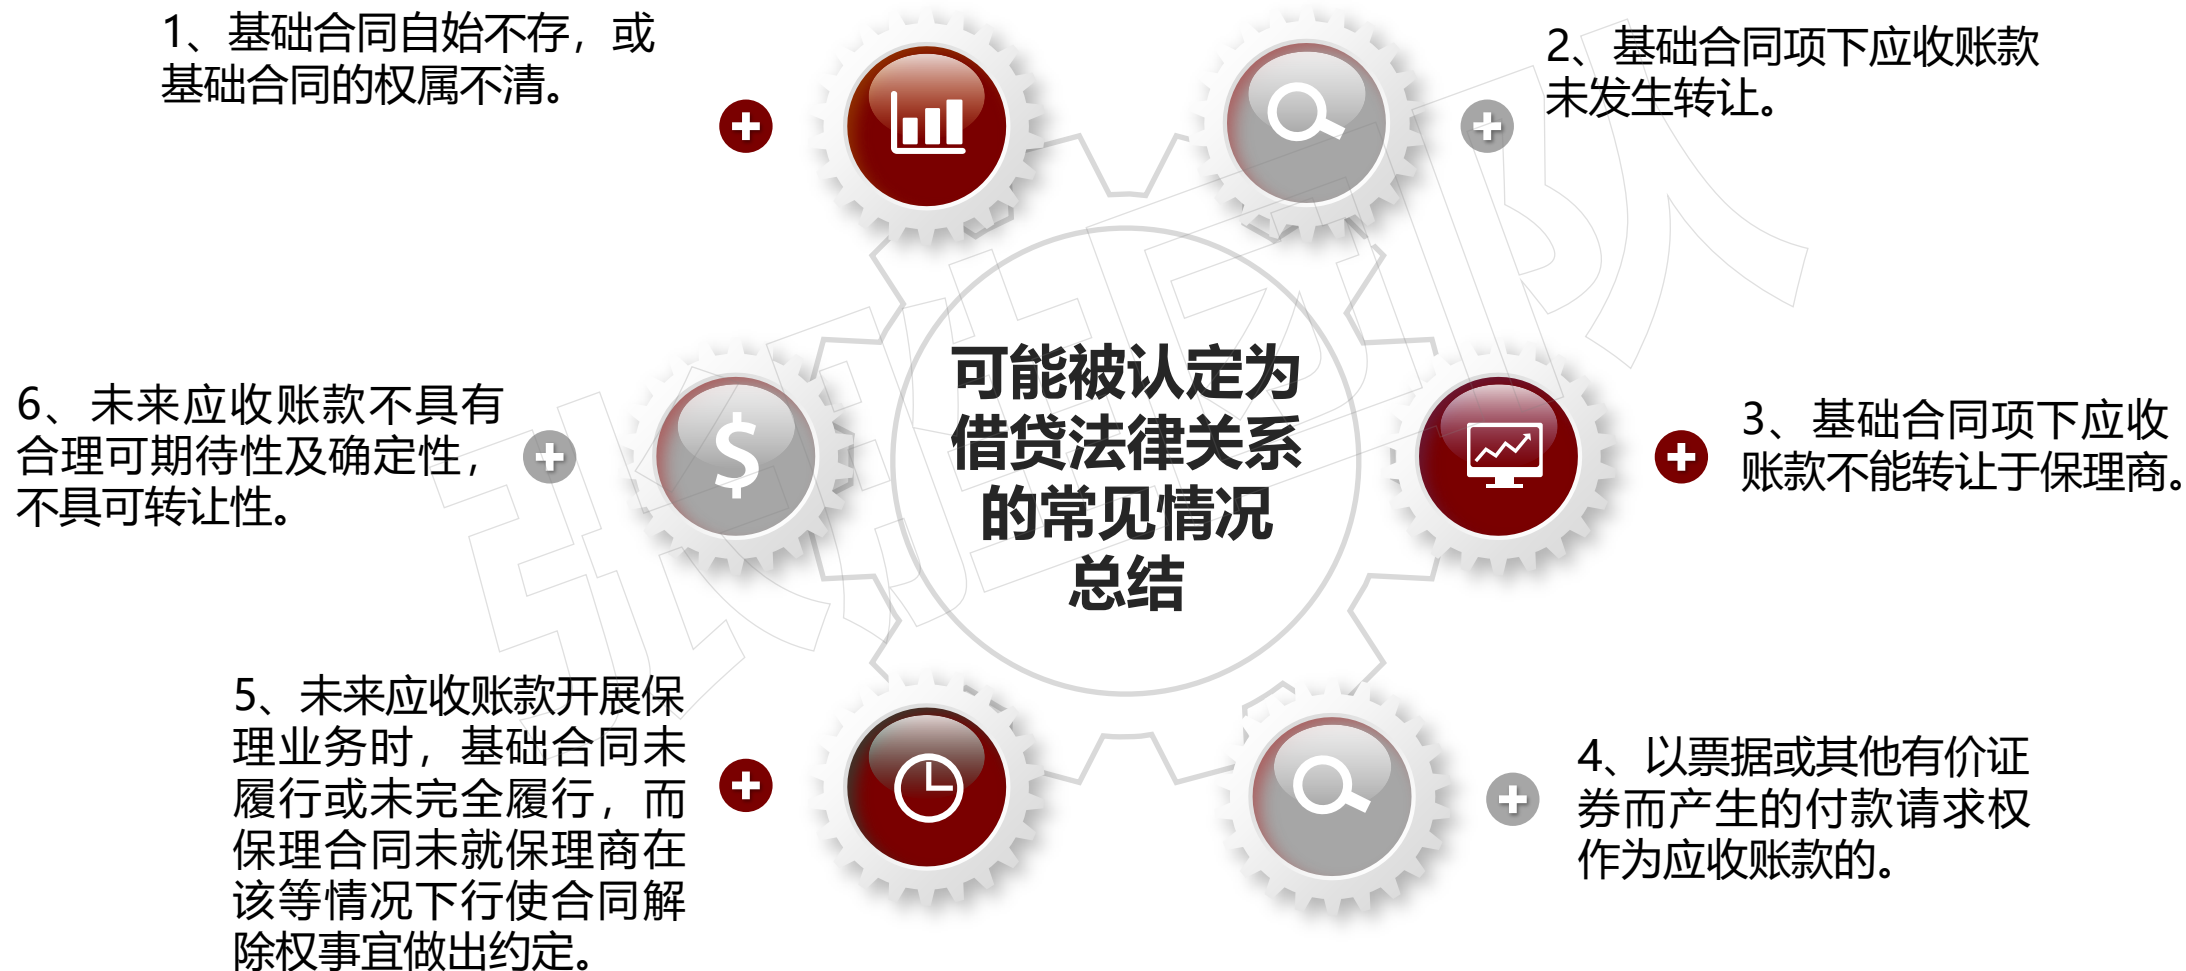 1、基础合同自始不存，或
基础合同的权属不清。
2、基础合同项下应收账款
未发生转让。
可能被认定为
借贷法律关系
的常见情况
总结
3、基础合同项下应收
账款不能转让于保理商。
4、以票据或其他有价证
券而产生的付款请求权
作为应收账款的。
5、未来应收账款开展保
理业务时，基础合同未
履行或未完全履行，而
保理合同未就保理商在
该等情况下行使合同解
除权事宜做出约定。
6、未来应收账款不具有
合理可期待性及确定性，
不具可转让性。